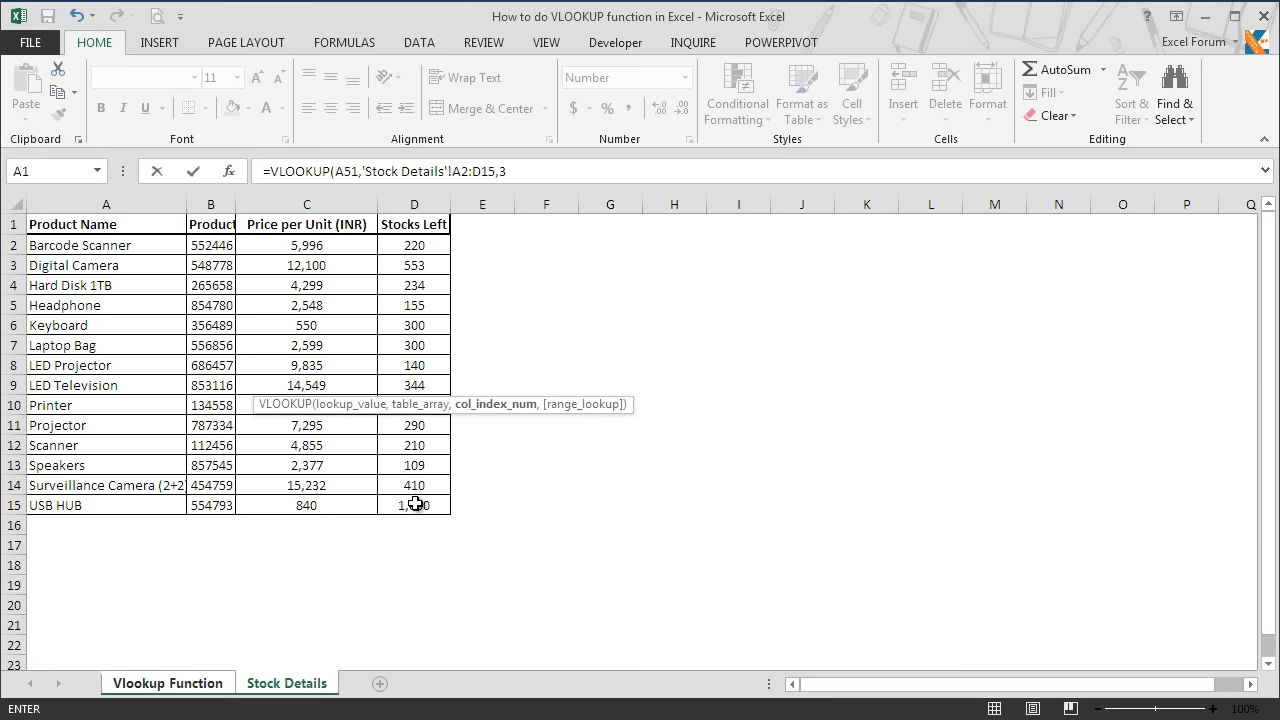 How to do VLOOKUP function in Excel - Microsoft Excel
?
FILE HOME INSERT PAGE LAYOUT FORMULAS DATA REVIEW VIEW Developer INQUIRE POWERPIVOT Excel Forum
Paste
11
B I U A
Wrap Text
Merge & Center
Number
$ % ,
Conditional Formatting
Format as Table
Cell Styles
Insert
Delete
Format
AutoSum
Fill
Clear
Sort & Filter
Find & Select
Clipboard Font Alignment Number Styles Cells Editing
A1 fx =VLOOKUP(A51,'Stock Details'!A2:D15,3
A B C D E F G H I J K L M N O P Q
1 Product Name Product Price per Unit (INR) Stocks Left
2 Barcode Scanner 552446 5,996 220
3 Digital Camera 548778 12,100 553
4 Hard Disk 1TB 265658 4,299 234
5 Headphone 854780 2,548 155
6 Keyboard 356489 550 300
7 Laptop Bag 556856 2,599 300
8 LED Projector 686457 9,835 140
9 LED Television 853116 14,549 344
10 Printer 134558 VLOOKUP(lookup_value, table_array, col_index_num, [range_lookup])
11 Projector 787334 7,295 290
12 Scanner 112456 4,855 210
13 Speakers 857545 2,377 109
14 Surveillance Camera (2+2) 454759 15,232 410
15 USB HUB 554793 840
16
17
18
19
20
21
22
23
Vlookup Function Stock Details
ENTER 100%